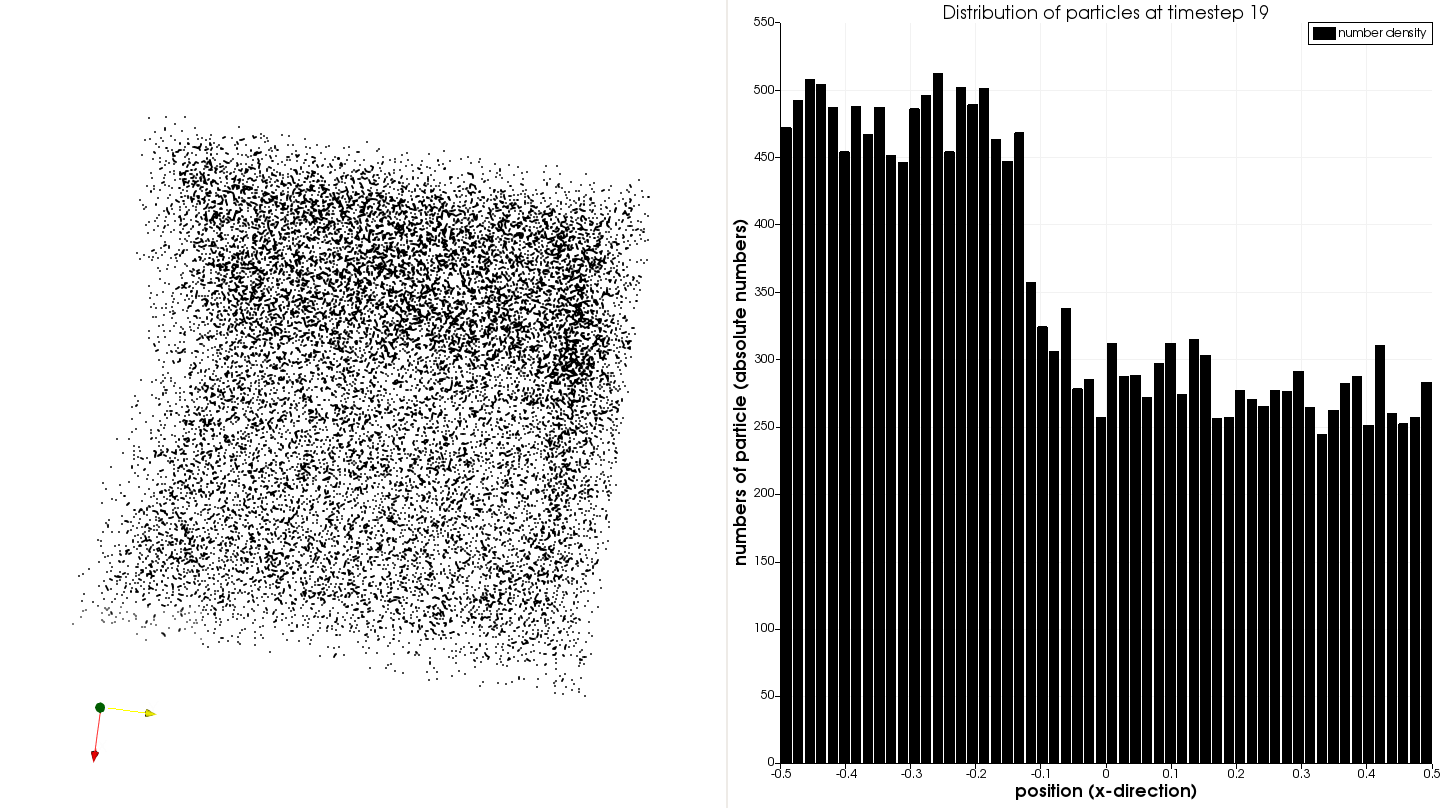 Distribution of particles at timestep 19
number density
550
500
450
400
350
300
250
200
150
100
50
0
numbers of particle (absolute numbers)
-0.5 -0.4 -0.3 -0.2 -0.1 0 0.1 0.2 0.3 0.4 0.5
position (x-direction)